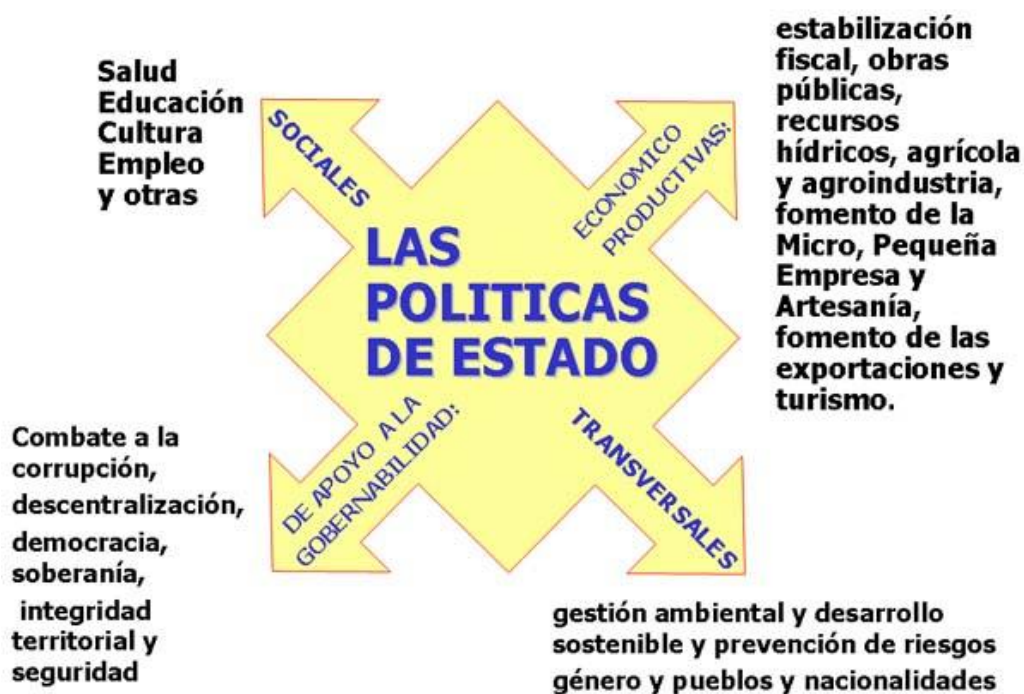 Salud
Educación
Cultura
Empleo
y otras
SOCIALES
ECONOMICO
PRODUCTIVAS:
estabilización
fiscal, obras
públicas,
recursos
hídricos, agrícola
y agroindustria,
fomento de la
Micro, Pequeña
Empresa y
Artesanía,
fomento de las
exportaciones y
turismo.
LAS
POLITICAS
DE ESTADO
DE APOYO A LA
GOBERNABILIDAD:
Combate a la
corrupción,
descentralización,
democracia,
soberanía,
integridad
territorial y
seguridad
TRANSVERSALES
gestión ambiental y desarrollo
sostenible y prevención de riesgos
género y pueblos y nacionalidades